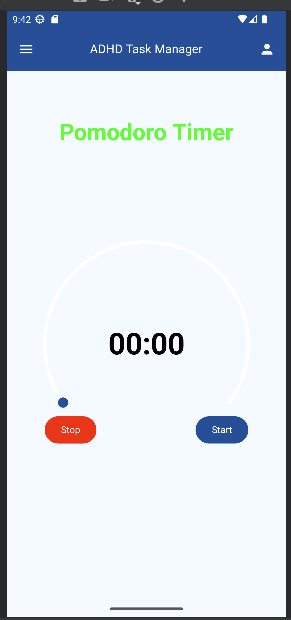 9:42
ADHD Task Manager
Pomodoro Timer
00:00
Stop
Start